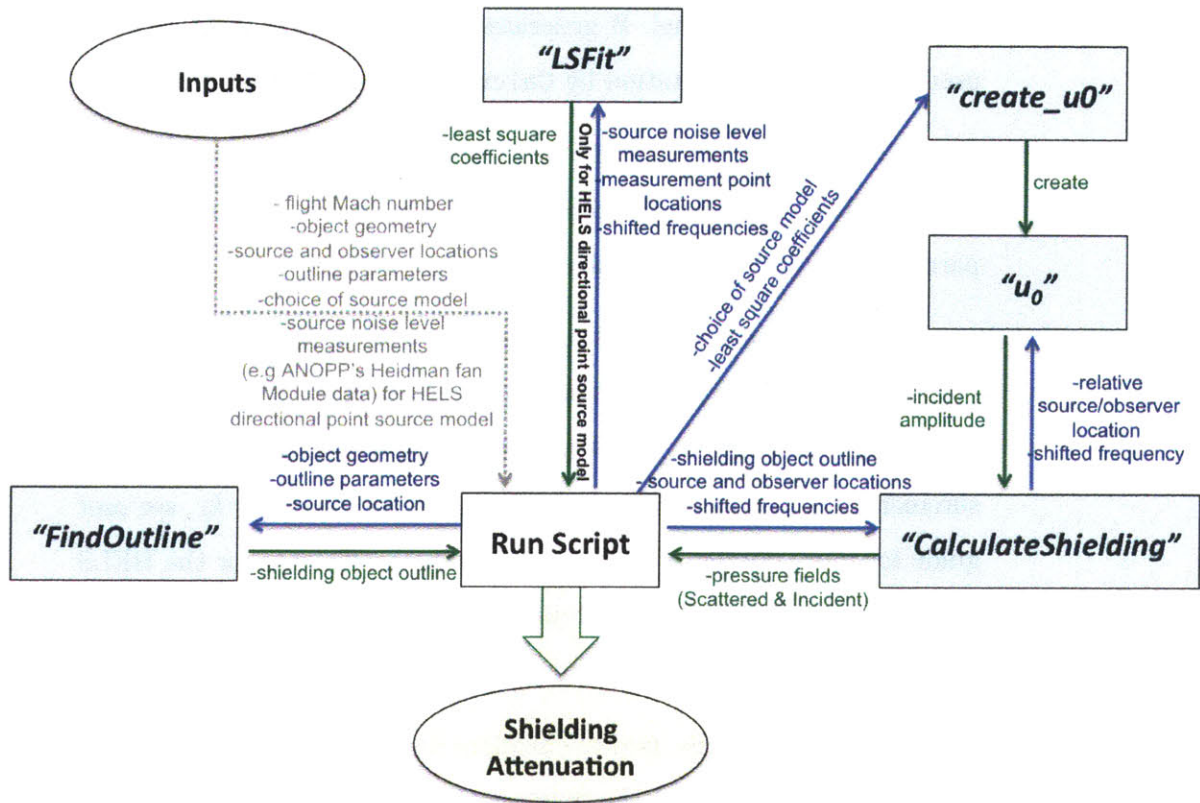 Inputs
"LSFit"
"create_u0"
-least square
coefficients
Only for HELS directional point source model
-source noise level
measurements
-measurement point
locations
-shifted frequencies
-choice of source model
-least square coefficients
create
"u0"
- flight Mach number
-object geometry
-source and observer locations
-outline parameters
-choice of source model
-source noise level
measurements
(e.g ANOPP's Heidman fan
Module data) for HELS
directional point source model
-incident
amplitude
-relative
source/observer
location
-shifted frequency
-object geometry
-outline parameters
-source location
-shielding object outline
-source and observer locations
-shifted frequencies
"FindOutline"
Run Script
"CalculateShielding"
-shielding object outline
-pressure fields
(Scattered & Incident)
Shielding
Attenuation